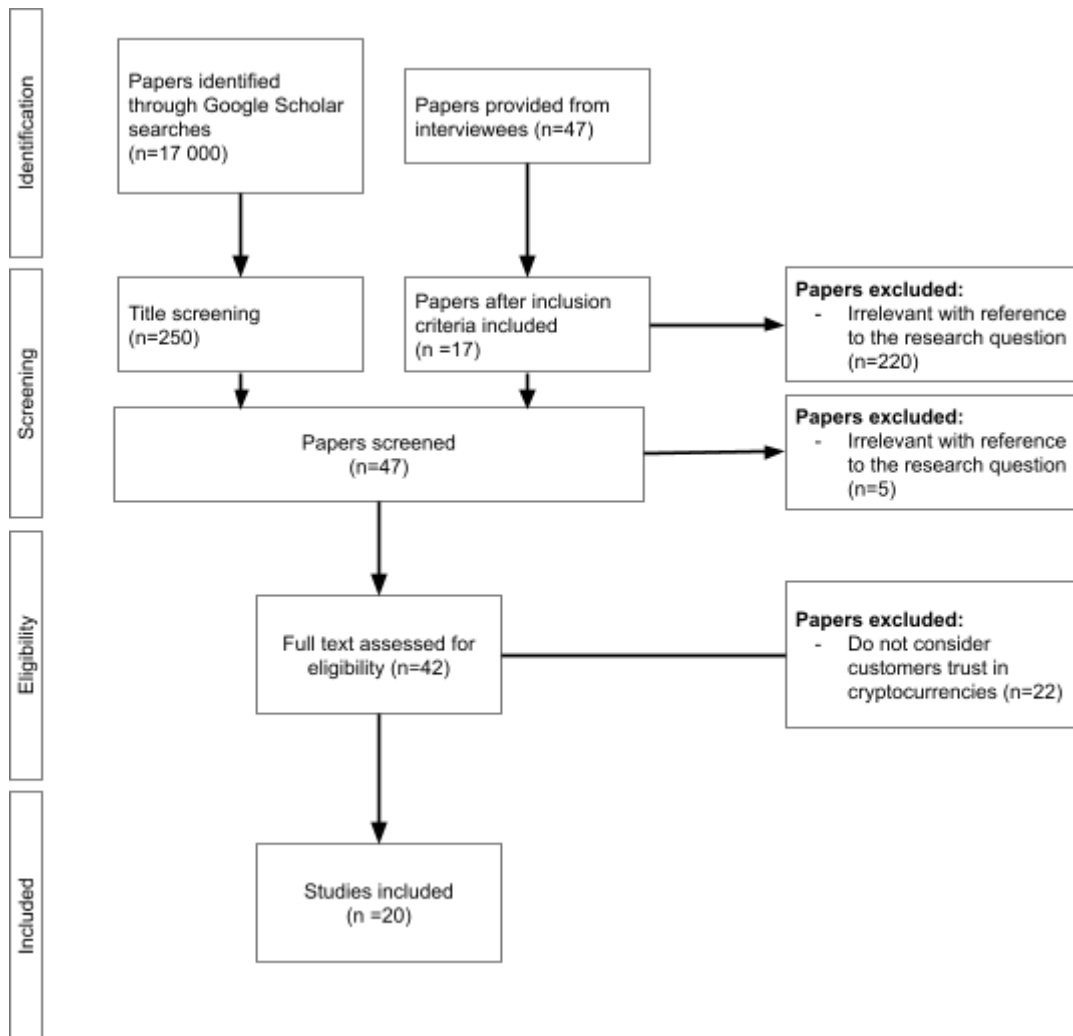 Identification
Papers identified
through Google Scholar
searches
(n=17 000)
Papers provided from
interviewees (n=47)
Screening
Title screening
(n=250)
Papers after inclusion
criteria included
(n =17)
Papers excluded:
- Irrelevant with reference
to the research question
(n=220)
Papers screened
(n=47)
Papers excluded:
- Irrelevant with reference
to the research question
(n=5)
Eligibility
Full text assessed for
eligibility (n=42)
Papers excluded:
- Do not consider
customers trust in
cryptocurrencies (n=22)
Included
Studies included
(n =20)